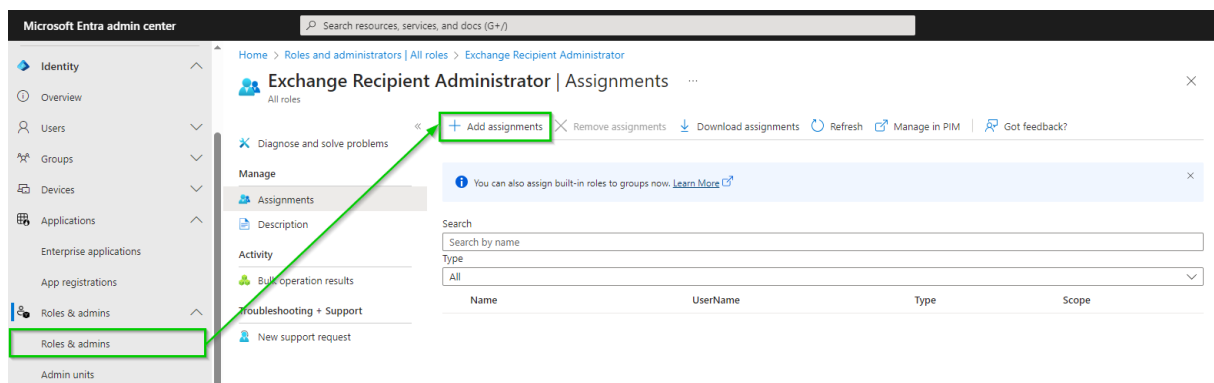 Microsoft Entra admin center
Search resources, services, and docs (G+/)
Identity
Overview
Users
Groups
Devices
Applications
Enterprise applications
App registrations
Roles & admins
Roles & admins
Admin units
Home > Roles and administrators | All roles > Exchange Recipient Administrator
Exchange Recipient Administrator | Assignments ...
All roles
Diagnose and solve problems
Manage
Assignments
Description
Activity
Bulk operation results
Troubleshooting + Support
New support request
Add assignments Remove assignments Download assignments Refresh Manage in PIM Got feedback?
You can also assign built-in roles to groups now. Learn More
Search
Search by name
Type
All
Name UserName Type Scope